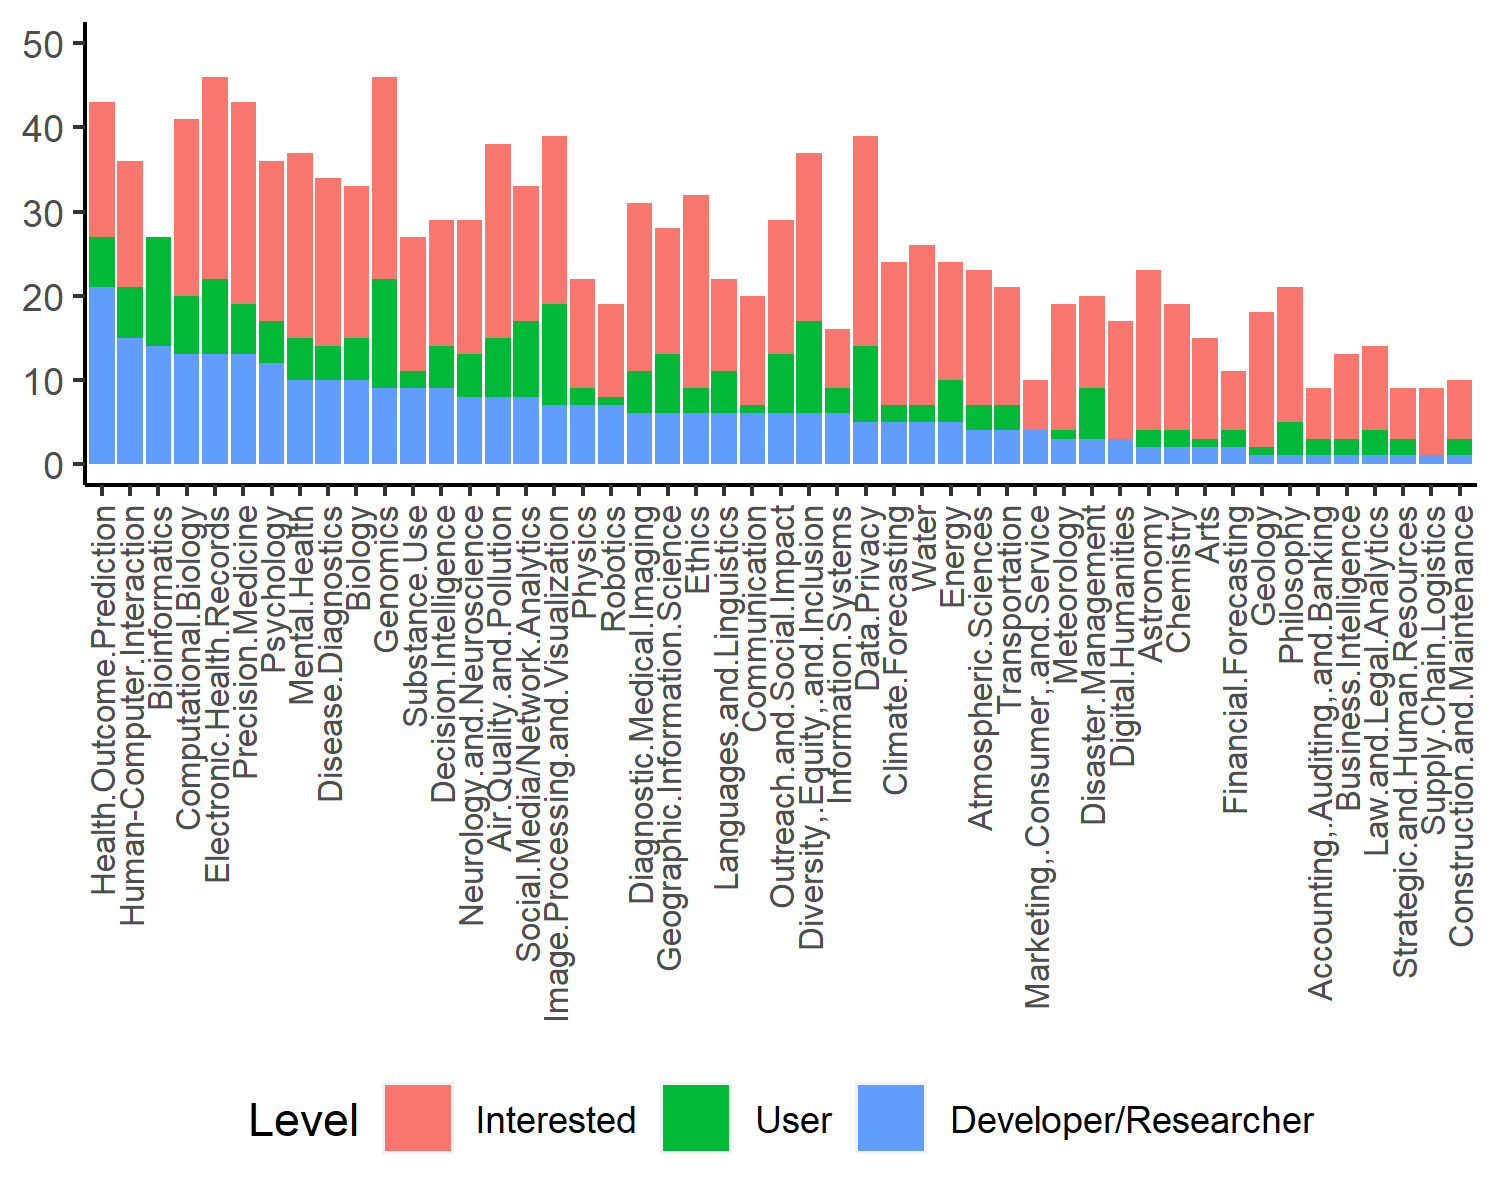 50
40
30
20
10
0
Health.Outcome.Prediction
Human-Computer.Interaction
Bioinformatics
Computational.Biology
Electronic.Health.Records
Precision.Medicine
Psychology
Mental.Health
Disease.Diagnostics
Biology
Genomics
Substance.Use
Decision.Intelligence
Neurology.and.Neuroscience
Air.Quality.and.Pollution
Social.Media/Network.Analytics
Image.Processing.and.Visualization
Physics
Robotics
Diagnostic.Medical.Imaging
Geographic.Information.Science
Ethics
Languages.and.Linguistics
Communication
Outreach.and.Social.Impact
Diversity,.Equity,.and.Inclusion
Information.Systems
Data.Privacy
Climate.Forecasting
Water
Energy
Atmospheric.Sciences
Transportation
Marketing,.Consumer,.and.Service
Meteorology
Disaster.Management
Digital.Humanities
Astronomy
Chemistry
Arts
Financial.Forecasting
Geology
Philosophy
Accounting,.Auditing,.and.Banking
Business.Intelligence
Law.and.Legal.Analytics
Strategic.and.Human.Resources
Supply.Chain.Logistics
Construction.and.Maintenance
Level Interested User Developer/Researcher